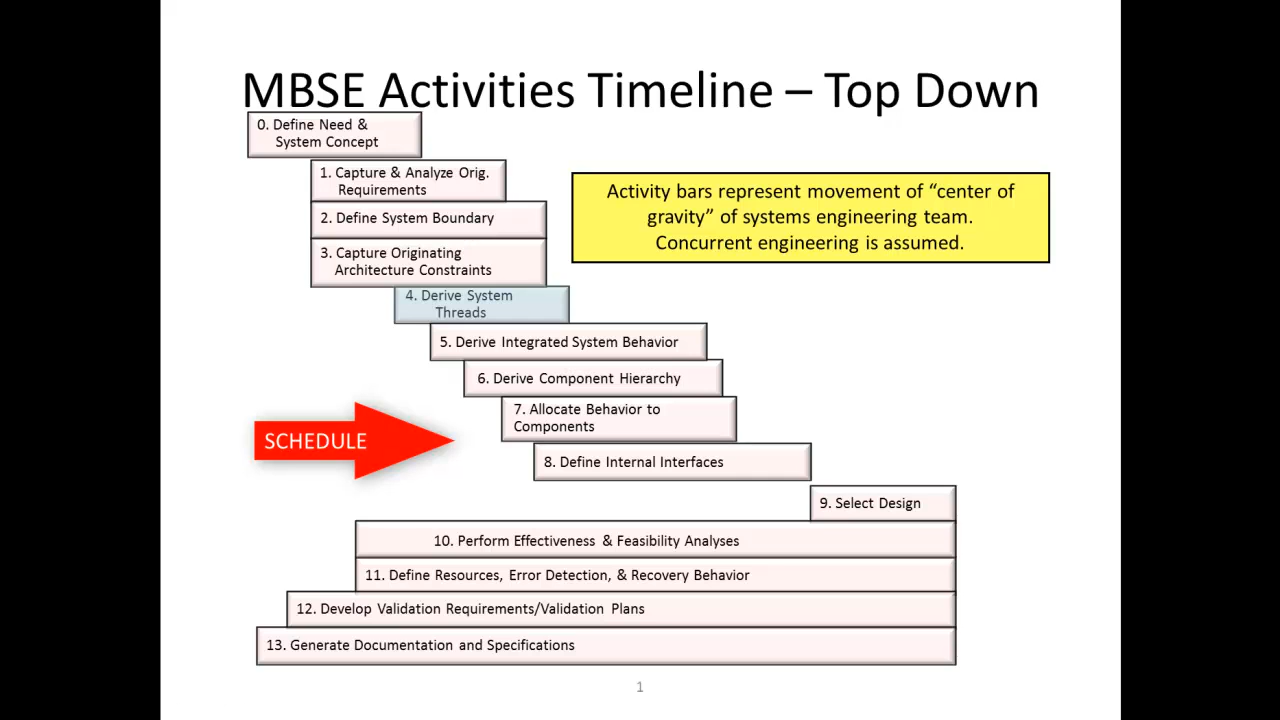 MBSE Activities Timeline – Top Down
0. Define Need &
System Concept
1. Capture & Analyze Orig.
Requirements
2. Define System Boundary
3. Capture Originating
Architecture Constraints
Activity bars represent movement of “center of
gravity” of systems engineering team.
Concurrent engineering is assumed.
4. Derive System
Threads
5. Derive Integrated System Behavior
6. Derive Component Hierarchy
7. Allocate Behavior to
Components
SCHEDULE
8. Define Internal Interfaces
9. Select Design
10. Perform Effectiveness & Feasibility Analyses
11. Define Resources, Error Detection, & Recovery Behavior
12. Develop Validation Requirements/Validation Plans
13. Generate Documentation and Specifications
1